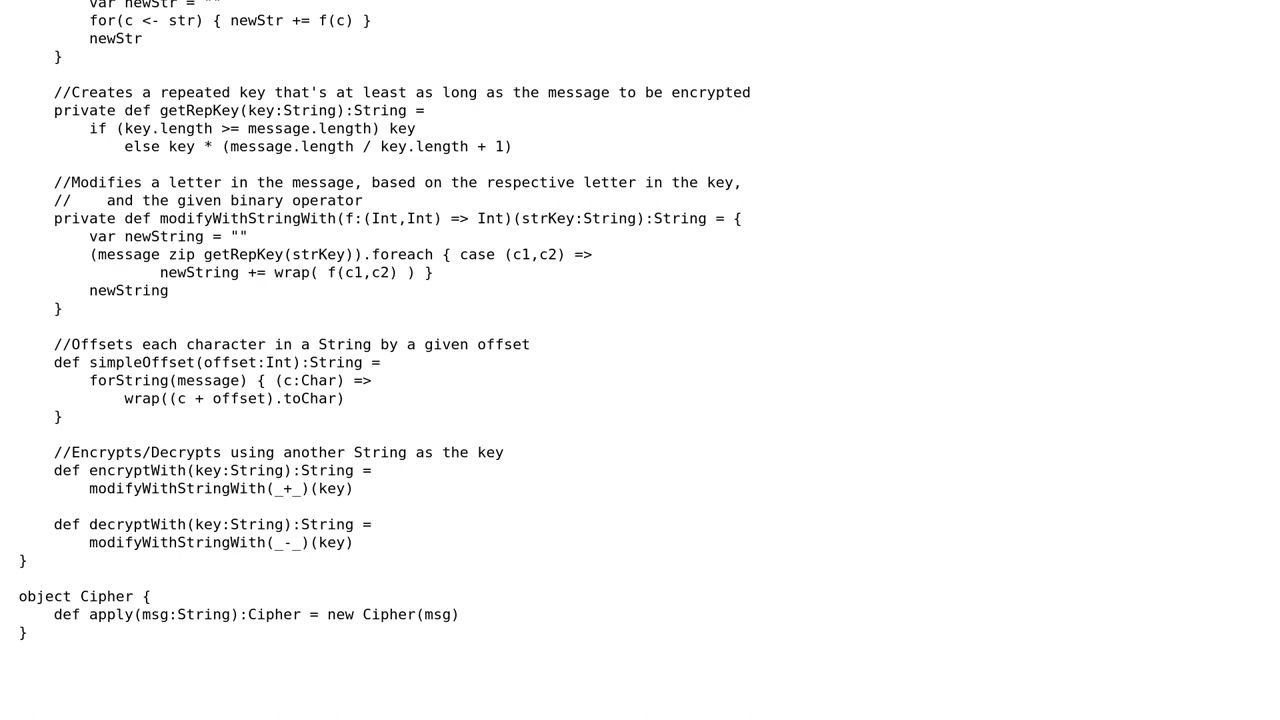 var newStr = ""
for(c <- str) { newStr += f(c) }
newStr
}
//Creates a repeated key that's at least as long as the message to be encrypted
private def getRepKey(key:String):String =
if (key.length >= message.length) key
else key * (message.length / key.length + 1)
//Modifies a letter in the message, based on the respective letter in the key,
//    and the given binary operator
private def modifyWithStringWith(f:(Int,Int) => Int)(strKey:String):String = {
var newString = ""
(message zip getRepKey(strKey)).foreach { case (c1,c2) =>
newString += wrap( f(c1,c2) ) }
newString
}
//Offsets each character in a String by a given offset
def simpleOffset(offset:Int):String =
forString(message) { (c:Char) =>
wrap((c + offset).toChar)
}
//Encrypts/Decrypts using another String as the key
def encryptWith(key:String):String =
modifyWithStringWith(_+_)(key)
def decryptWith(key:String):String =
modifyWithStringWith(_-_)(key)
}
object Cipher {
def apply(msg:String):Cipher = new Cipher(msg)
}